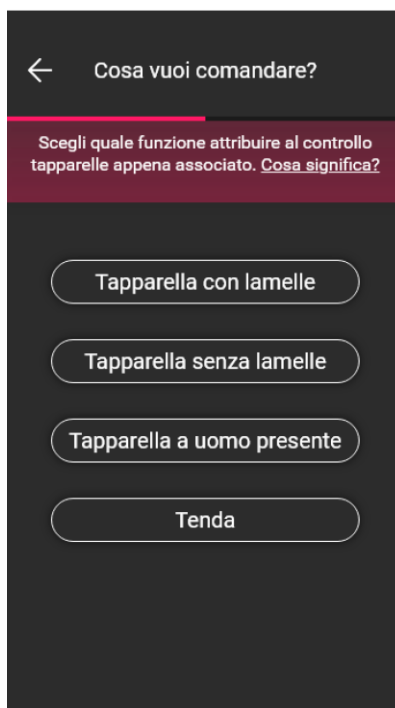 Cosa vuoi comandare?
Scegli quale funzione attribuire al controllo
tapparelle appena associato. Cosa significa?
Tapparella con lamelle
Tapparella senza lamelle
Tapparella a uomo presente
Tenda